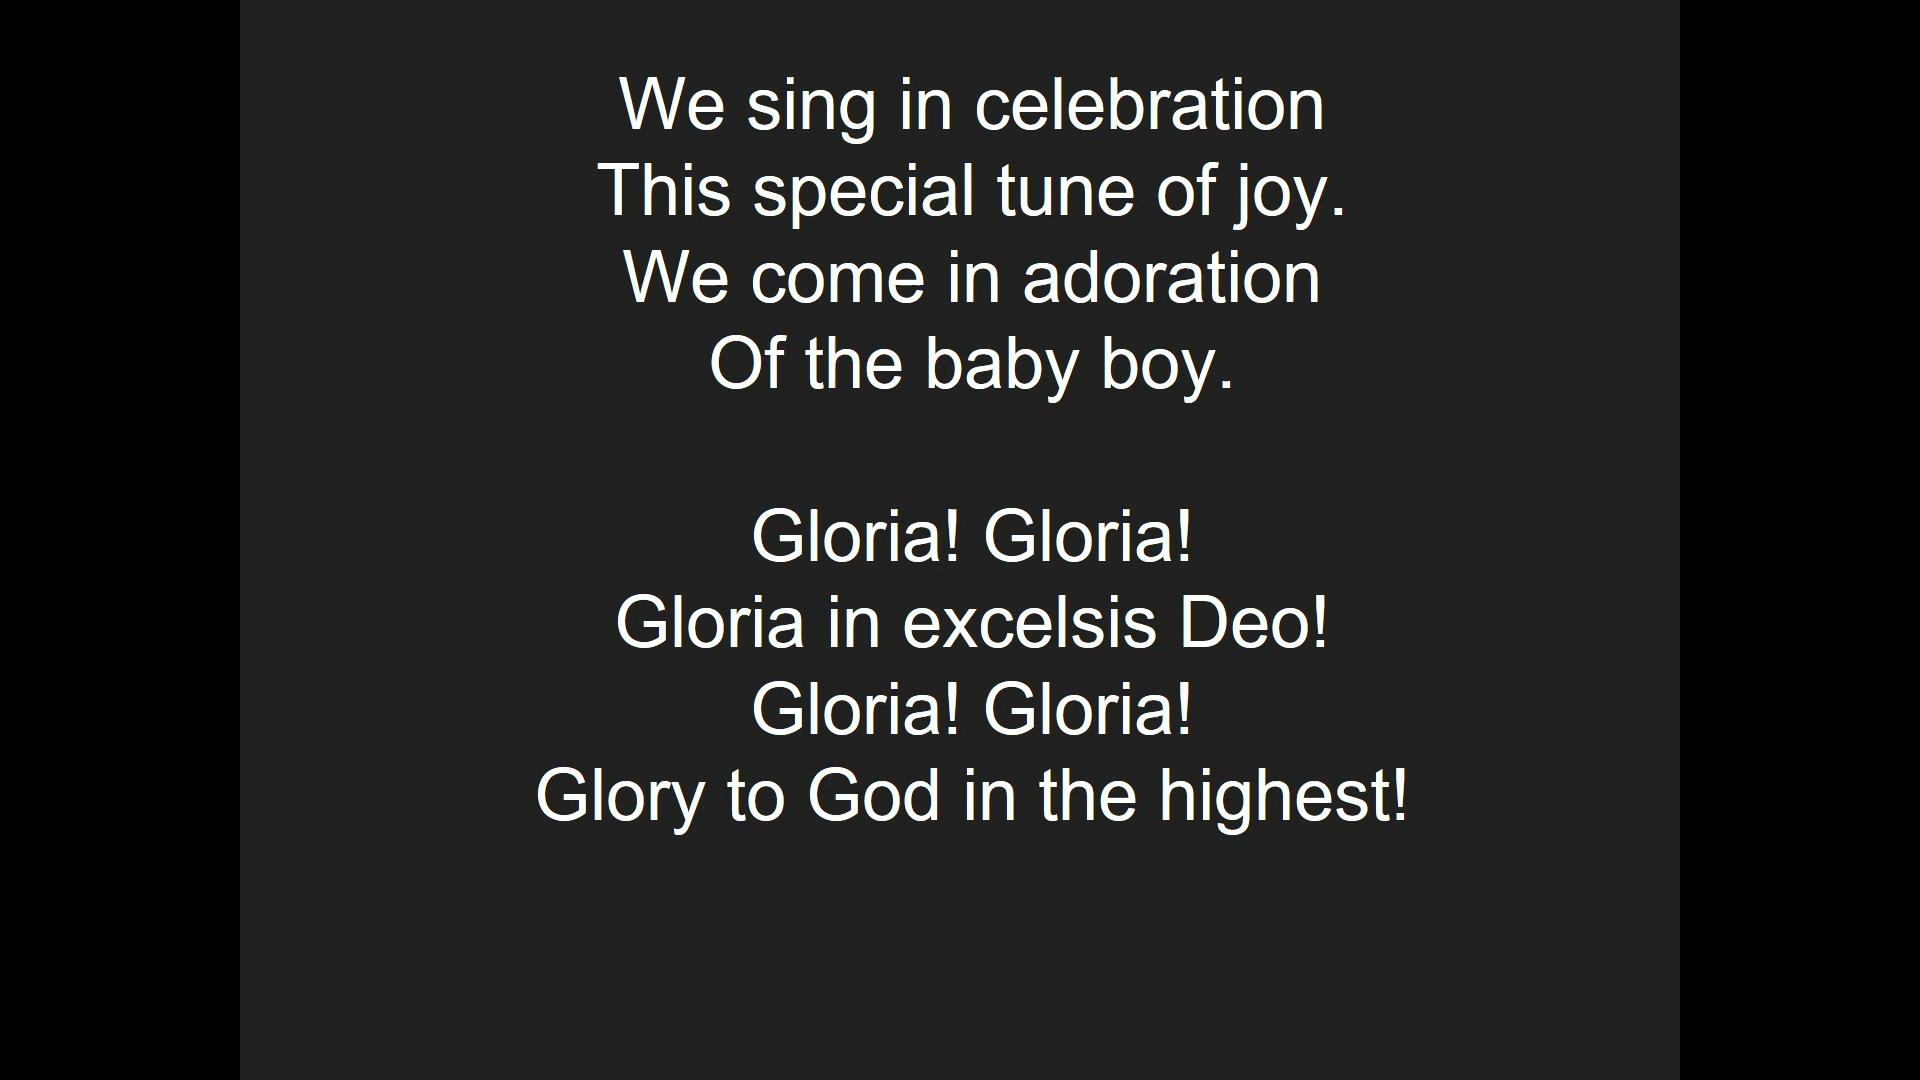 We sing in celebration
This special tune of joy.
We come in adoration
Of the baby boy.
Gloria! Gloria!
Gloria in excelsis Deo!
Gloria! Gloria!
Glory to God in the highest!